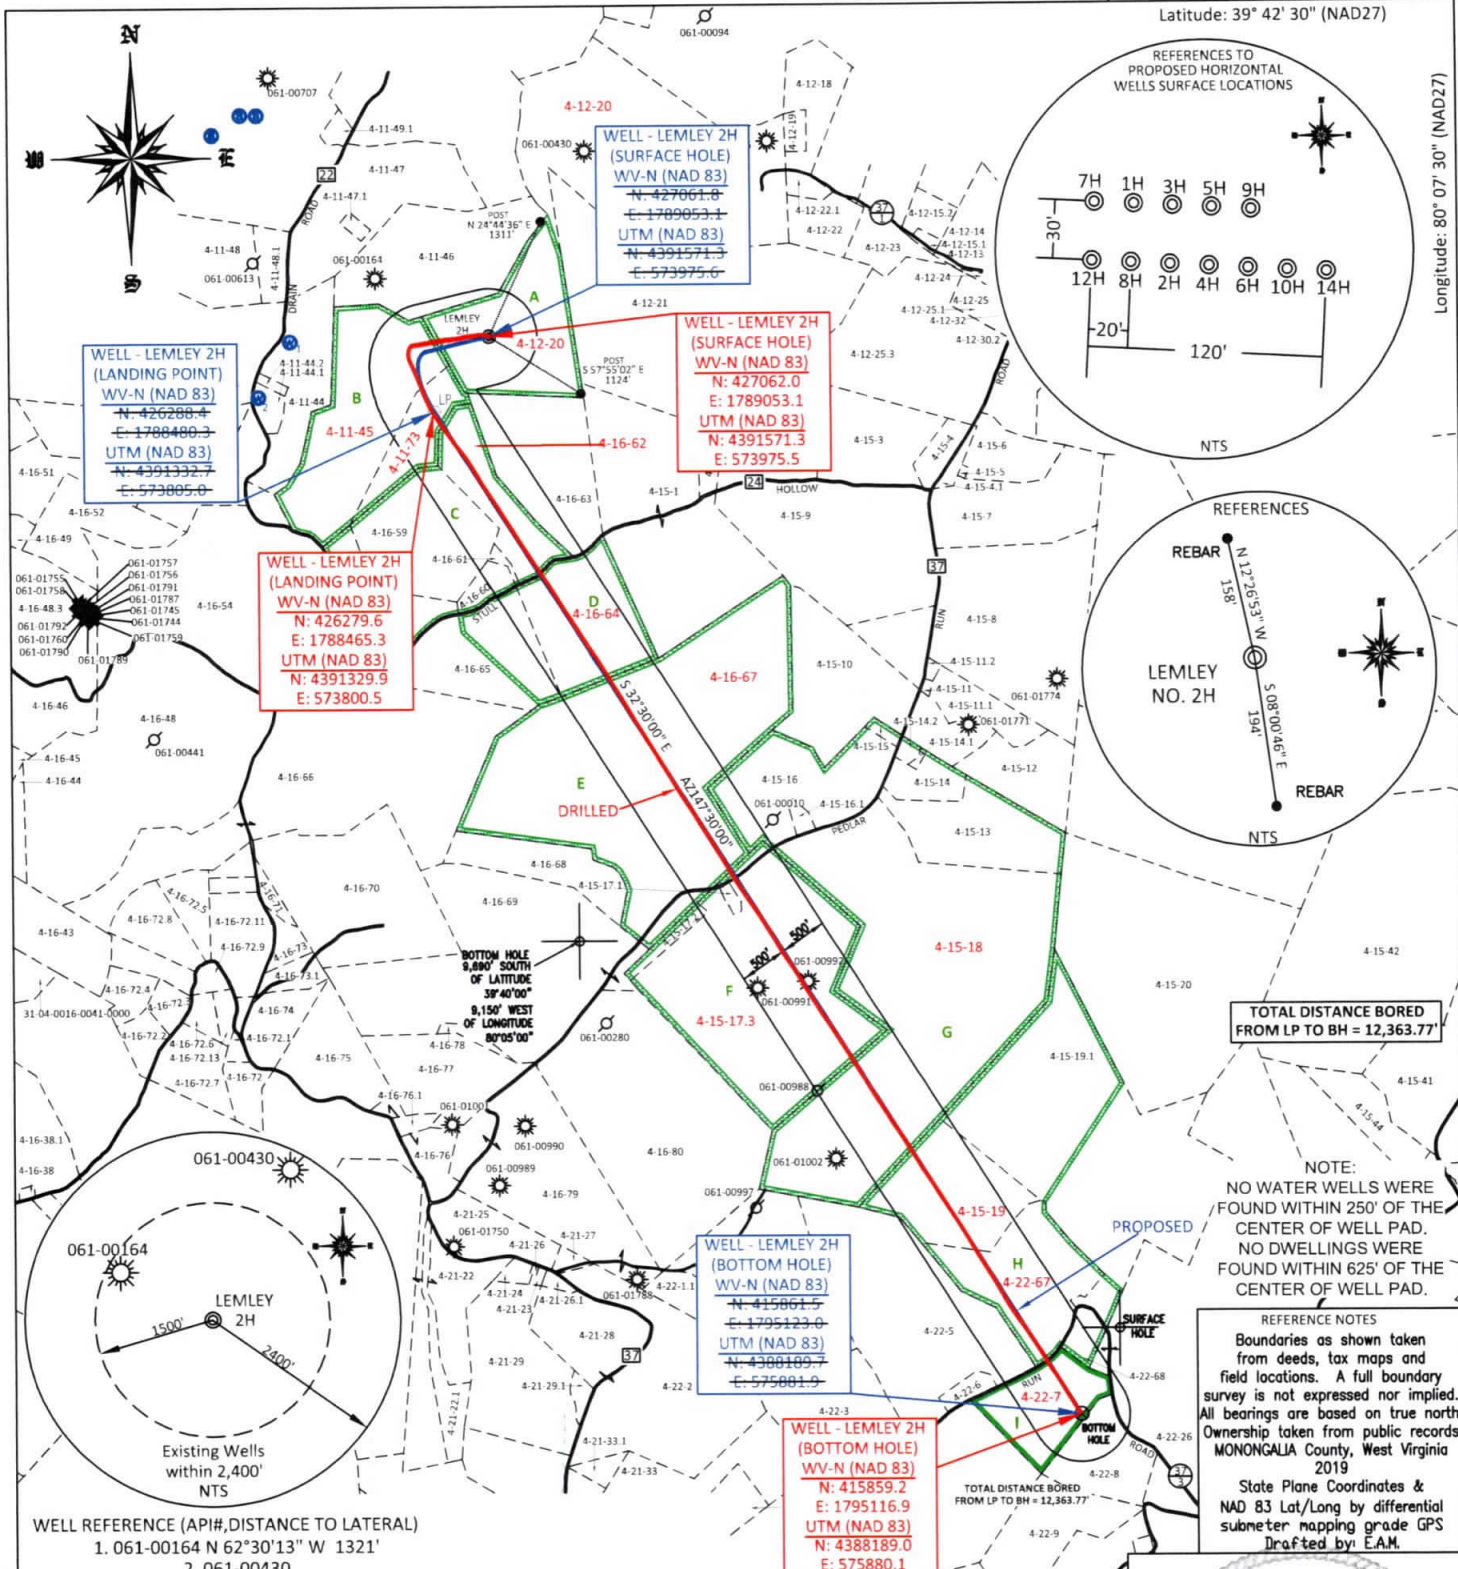 Latitude: 39° 42' 30" (NAD27)
Longitude: 80° 07' 30" (NAD27)
N
W
E
S
061-00094
061-00707
4-12-20
4-12-18
4-12-19
4-11-49.1
4-11-47
22
4-11-47.1
ROAD
061-00430
WELL - LEMLEY 2H
(SURFACE HOLE)
WV-N (NAD 83)
N: 427061.8
E: 1789053.1
UTM (NAD 83)
N: 4391571.3
E: 573975.6
REFERENCES TO
PROPOSED HORIZONTAL
WELLS SURFACE LOCATIONS
7H 1H 3H 5H 9H
30'
12H 8H 2H 4H 6H 10H 14H
20'
120'
NTS
POST
N 24°44'36" E
1311'
4-11-48
061-00613
4-11-48.1
DRAIN
061-00164
4-11-46
4-12-22.1
4-12-22
37
1
4-12-23
4-12-15.2
4-12-14
4-12-15.1
4-12-13
4-12-24
4-12-25
4-12-25.1
4-12-32
4-12-30.2
4-12-21
4-12-25.3
A
LEMLEY
2H
4-12-20
POST
S 57°55'02" E
1124'
WELL - LEMLEY 2H
(SURFACE HOLE)
WV-N (NAD 83)
N: 427062.0
E: 1789053.1
UTM (NAD 83)
N: 4391571.3
E: 573975.5
WELL - LEMLEY 2H
(LANDING POINT)
WV-N (NAD 83)
N: 426288.4
E: 1788480.3
UTM (NAD 83)
N: 4391332.7
E: 573805.0
4-11-44.2
4-11-44.1
4-11-44
B
4-11-45
LP
4-11-73
4-16-62
ROAD
4-15-3
4-15-4
4-15-6
4-15-5
4-15-4.1
24
HOLLOW
4-16-51
4-16-52
4-16-49
4-16-59
C
4-16-63
4-15-1
4-15-9
4-15-7
WELL - LEMLEY 2H
(LANDING POINT)
WV-N (NAD 83)
N: 426279.6
E: 1788465.3
UTM (NAD 83)
N: 4391329.9
E: 573800.5
061-01757
061-01756
061-01791
061-01787
061-01745
061-01744
061-01759
061-01755
061-01758
4-16-48.3
061-01792
061-01760
061-01790
061-01789
4-16-54
4-16-61
4-16-60
STULL
D
4-16-64
37
RUN
4-15-8
REFERENCES
REBAR
N 12°26'53" W
158'
LEMLEY
NO. 2H
S 08°00'46" E
194'
REBAR
NTS
4-16-65
4-16-67
4-15-10
4-15-11.2
4-15-11
4-15-11.1
061-01774
061-01771
4-16-46
4-16-48
061-00441
4-16-45
4-16-44
4-16-66
S 32°30'00" E
AZ147°30'00"
4-15-14.2
4-15-15
4-15-14.1
4-15-14
4-15-12
4-15-16
061-00010
4-15-16.1
E
DRILLED
PEDLAR
4-15-13
4-16-68
4-15-17.1
4-16-70
4-16-69
4-16-72.5
4-16-71
4-16-72.8
4-16-72.11
4-16-72.9
4-16-43
4-16-73
4-16-73.1
BOTTOM HOLE
9,690' SOUTH
OF LATITUDE
39°40'00"
9,150' WEST
OF LONGITUDE
80°05'00"
500'
500'
061-00992
061-00991
4-15-18
4-15-42
4-15-20
4-16-72.4
4-16-72.3
4-16-74
31-04-0016-0041-0000
4-16-72.2
4-16-72.6
4-16-72.1
4-16-72.13
4-16-72.7
4-16-72
4-16-75
4-16-78
4-16-77
061-00280
F
4-15-17.3
G
TOTAL DISTANCE BORED
FROM LP TO BH = 12,363.77'
4-15-19.1
4-15-41
4-15-44
4-16-76.1
061-00988
4-16-38.1
4-16-38
061-01001
061-00990
4-16-76
061-00989
4-16-79
4-16-80
061-01002
061-00997
4-21-25
061-01750
4-21-26
4-21-27
4-15-19
PROPOSED
NOTE:
NO WATER WELLS WERE
FOUND WITHIN 250' OF THE
CENTER OF WELL PAD.
NO DWELLINGS WERE
FOUND WITHIN 625' OF THE
CENTER OF WELL PAD.
061-00430
061-00164
LEMLEY
2H
1500'
2400'
Existing Wells
within 2,400'
NTS
4-21-22
4-21-24
4-21-23
4-21-26.1
061-01788
4-22-1.1
4-21-28
37
4-21-29
4-21-29.1
4-22-2
4-21-22.1
4-21-33.1
4-21-33
WELL - LEMLEY 2H
(BOTTOM HOLE)
WV-N (NAD 83)
N: 415861.5
E: 1795123.0
UTM (NAD 83)
N: 4388189.7
E: 575881.9
H
4-22-67
SURFACE
HOLE
4-22-5
4-22-6
RUN
4-22-7
4-22-68
4-22-3
I
BOTTOM
HOLE
ROAD
4-22-26
4-22-8
37
3
4-22-9
TOTAL DISTANCE BORED
FROM LP TO BH = 12,363.77'
WELL - LEMLEY 2H
(BOTTOM HOLE)
WV-N (NAD 83)
N: 415859.2
E: 1795116.9
UTM (NAD 83)
N: 4388189.0
E: 575880.1
REFERENCE NOTES
Boundaries as shown taken
from deeds, tax maps and
field locations. A full boundary
survey is not expressed nor implied.
All bearings are based on true north
Ownership taken from public records
MONONGALIA County, West Virginia
2019
State Plane Coordinates &
NAD 83 Lat/Long by differential
submeter mapping grade GPS
Drafted by: E.A.M.
WELL REFERENCE (API#,DISTANCE TO LATERAL)
1. 061-00164 N 62°30'13" W 1321'
2. 061-00430